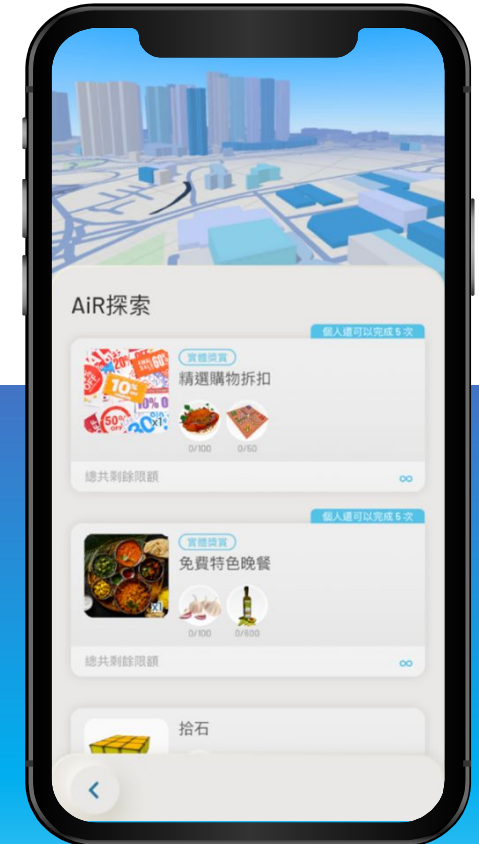 AiR探索
個人還可以完成 5 次
實體獎賞
精選購物折扣
x1
0/100
0/50
總共剩餘限額
∞
個人還可以完成 5 次
實體獎賞
免費特色晚餐
x1
0/100
0/600
總共剩餘限額
∞
拾石